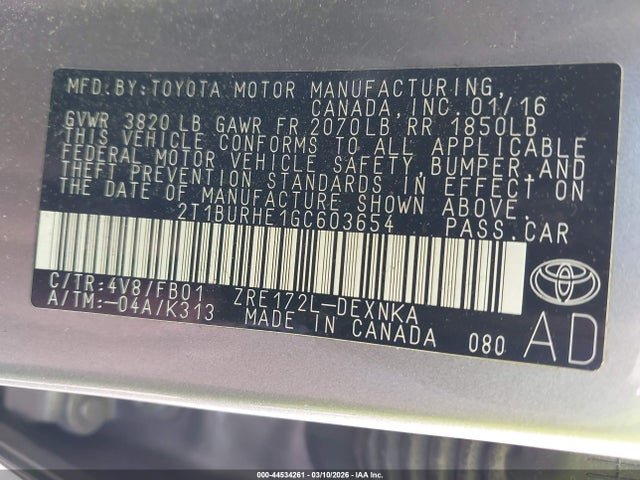 MFD. BY: TOYOTA MOTOR MANUFACTURING,
CANADA, INC. 01/16
GVWR 3820 LB GAWR FR 2070LB RR 1850LB
THIS VEHICLE CONFORMS TO ALL APPLICABLE
FEDERAL MOTOR VEHICLE SAFETY, BUMPER, AND
THEFT PREVENTION STANDARDS IN EFFECT ON
THE DATE OF MANUFACTURE SHOWN ABOVE.
2T1BURHE1GC603654 PASS. CAR
C/TR: 4V8/FB01 ZRE172L-DEXNKA
A/TM: -04A/K313 MADE IN CANADA 080
TOYOTA
AD
000-44534261 - 03/10/2026 - IAA Inc.